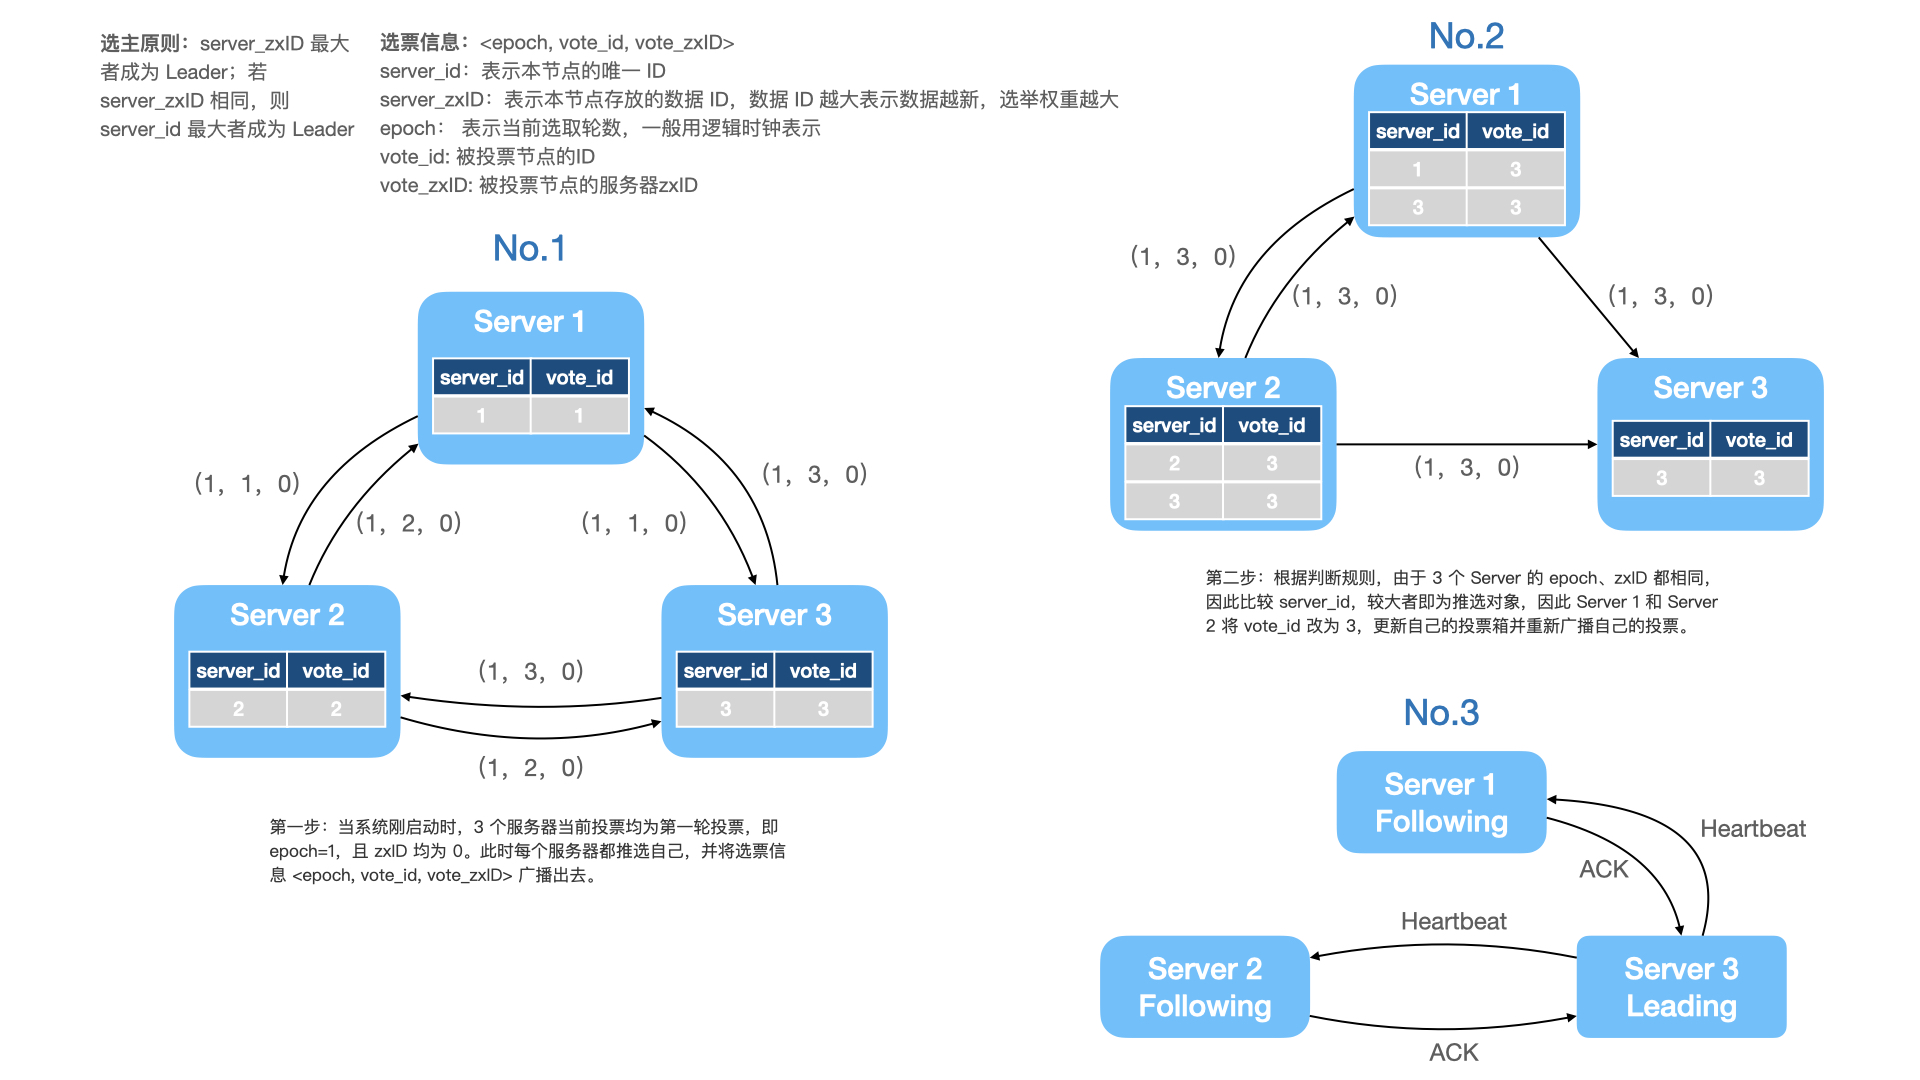 选主原则：server_zxID 最大
者成为 Leader；若
server_zxID 相同，则
server_id 最大者成为 Leader
选票信息：<epoch, vote_id, vote_zxID>
server_id：表示本节点的唯一 ID
server_zxID：表示本节点存放的数据 ID，数据 ID 越大表示数据越新，选举权重越大
epoch： 表示当前选取轮数，一般用逻辑时钟表示
vote_id: 被投票节点的ID
vote_zxID: 被投票节点的服务器zxID
No.1
Server 1
server_id vote_id
1 1
（1，1，0）
（1，2，0）
（1，1，0）
（1，3，0）
Server 2
server_id vote_id
2 2
（1，3，0）
（1，2，0）
Server 3
server_id vote_id
3 3
第一步：当系统刚启动时，3 个服务器当前投票均为第一轮投票，即
epoch=1，且 zxID 均为 0。此时每个服务器都推选自己，并将选票信
息 <epoch, vote_id, vote_zxID> 广播出去。
No.2
Server 1
server_id vote_id
1 3
3 3
（1，3，0）
（1，3，0）
（1，3，0）
Server 2
server_id vote_id
2 3
3 3
（1，3，0）
Server 3
server_id vote_id
3 3
第二步：根据判断规则，由于 3 个 Server 的 epoch、zxID 都相同，
因此比较 server_id，较大者即为推选对象，因此 Server 1 和 Server
2 将 vote_id 改为 3，更新自己的投票箱并重新广播自己的投票。
No.3
Server 1
Following
Heartbeat
ACK
Heartbeat
Server 2
Following
Server 3
Leading
ACK